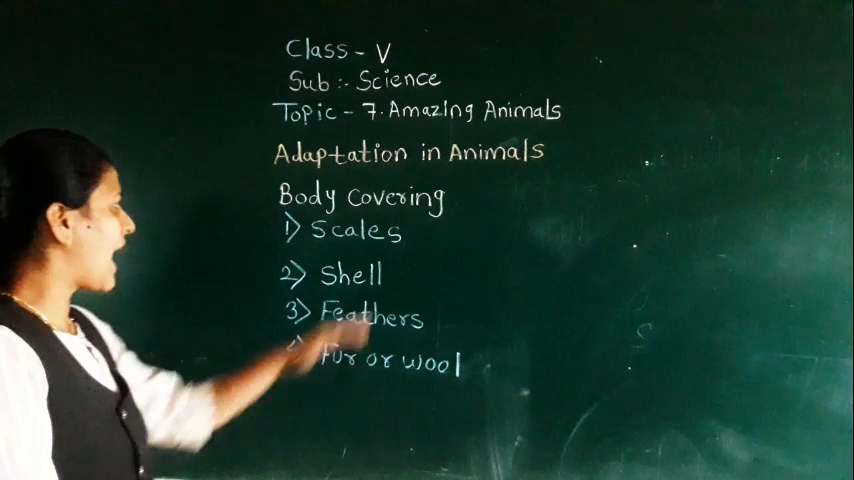 Class - V
Sub :- Science
Topic - 7. Amazing Animals
Adaptation in Animals
Body Covering
1) Scales
2) Shell
3) Feathers
4) Fur or wool